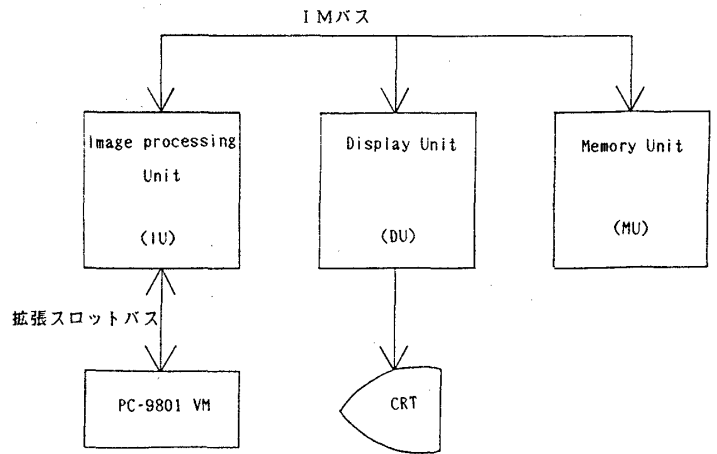 IMバス
Image processing
Unit
(IU)
Display Unit
(DU)
Memory Unit
(MU)
拡張スロットバス
PC-9801 VM
CRT